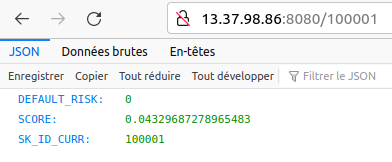 13.37.98.86:8080/100001
JSON Données brutes En-têtes
Enregistrer Copier Tout réduire Tout développer Filtrer le JSON
DEFAULT_RISK: 0
SCORE: 0.04329687278965483
SK_ID_CURR: 100001